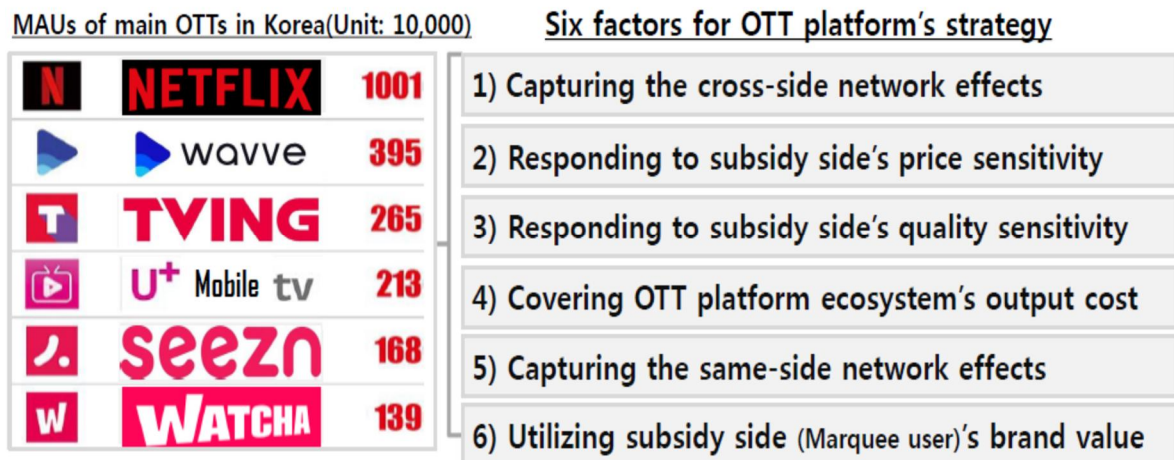 MAUs of main OTTs in Korea(Unit: 10,000)
N NETFLIX 1001
wavve 395
T TVING 265
U+ Mobile tv 213
seezn 168
W WATCHA 139
Six factors for OTT platform's strategy
1) Capturing the cross-side network effects
2) Responding to subsidy side's price sensitivity
3) Responding to subsidy side's quality sensitivity
4) Covering OTT platform ecosystem's output cost
5) Capturing the same-side network effects
6) Utilizing subsidy side (Marquee user)'s brand value